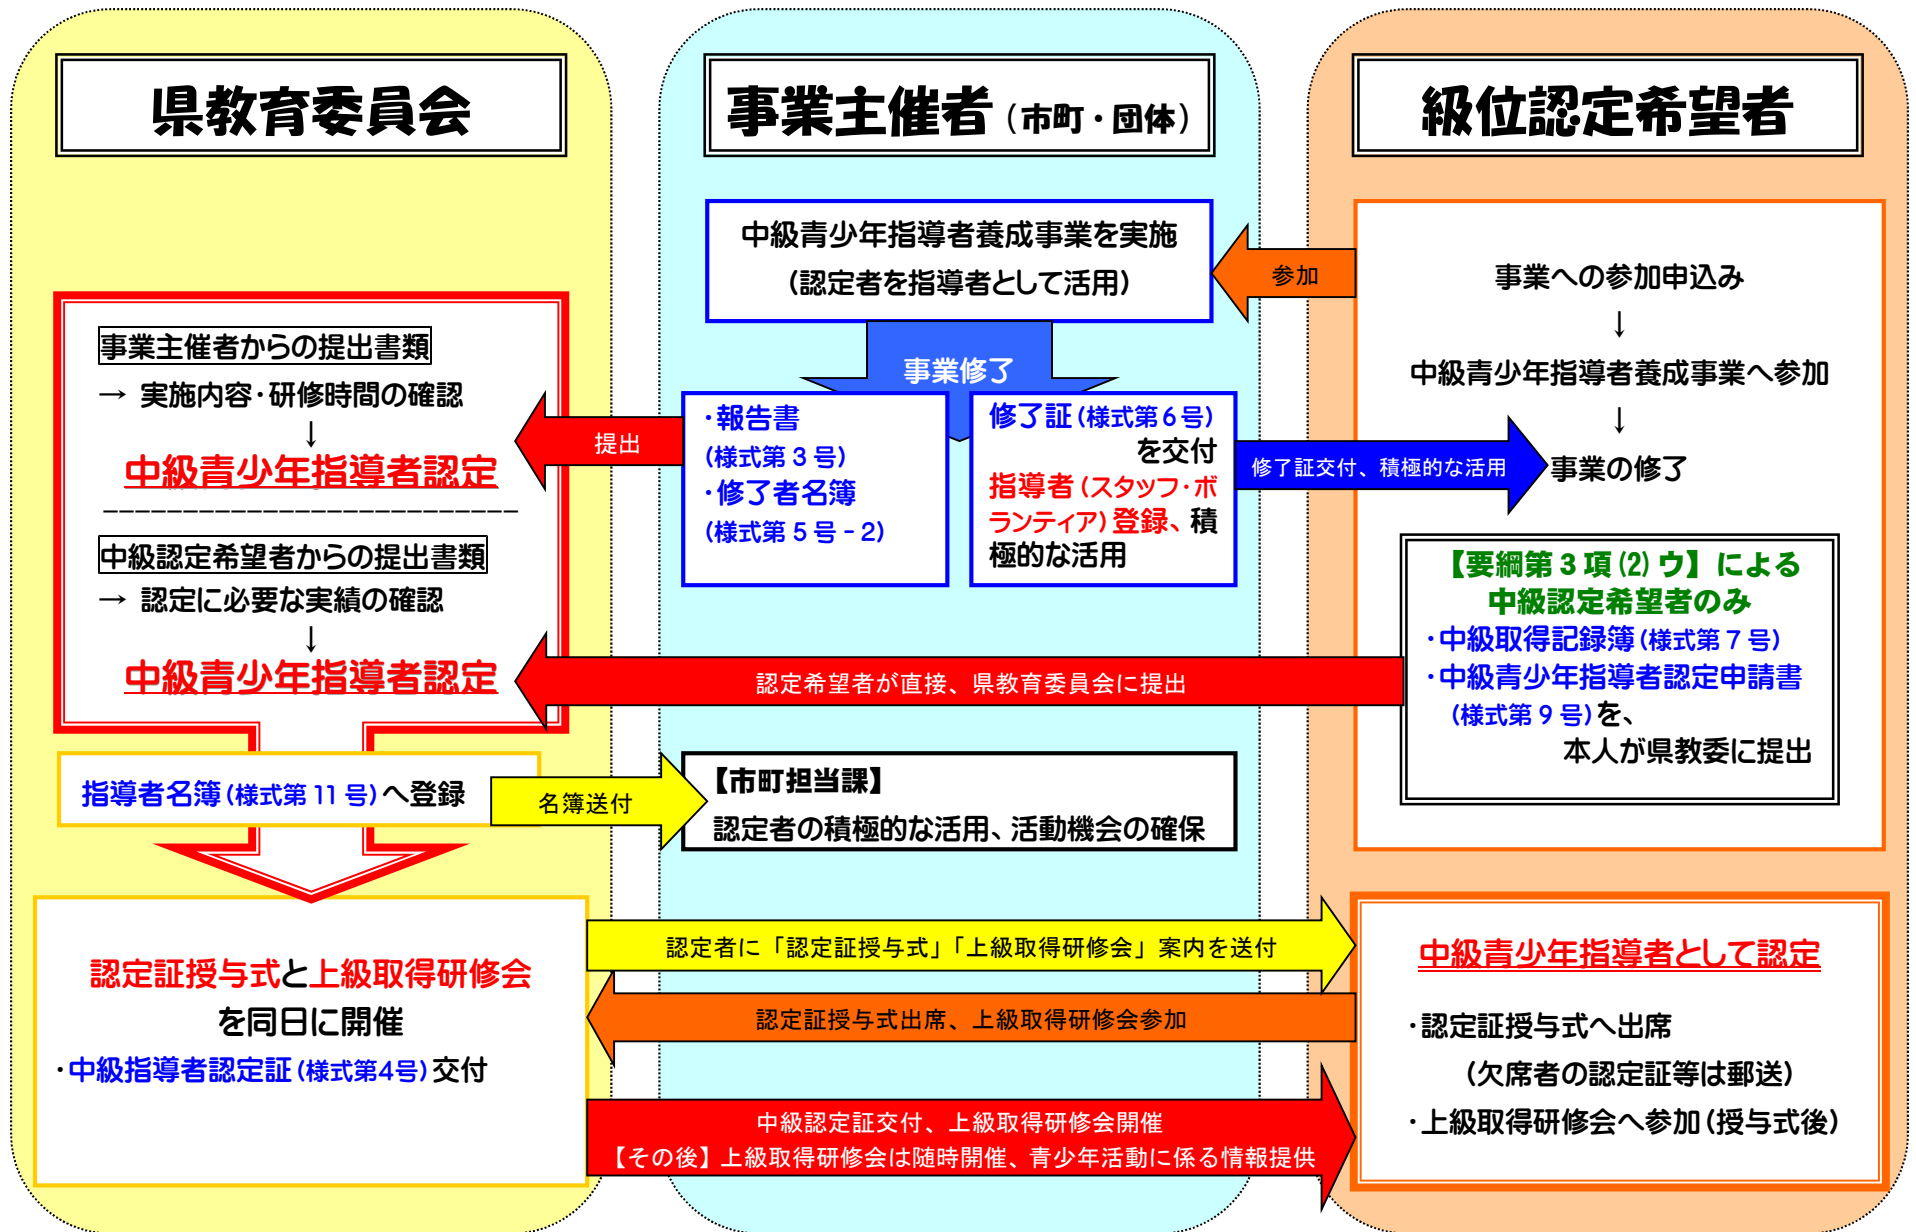 県教育委員会
事業主催者（市町・団体）
級位認定希望者
中級青少年指導者養成事業を実施
（認定者を指導者として活用）
参加
事業への参加申込み
↓
中級青少年指導者養成事業へ参加
↓
事業の修了
事業修了
事業主催者からの提出書類
→ 実施内容・研修時間の確認
↓
中級青少年指導者認定
--------------------------
中級認定希望者からの提出書類
→ 認定に必要な実績の確認
↓
中級青少年指導者認定
提出
・報告書
（様式第３号）
・修了者名簿
（様式第５号－2）
修了証（様式第６号）
を交付
指導者（スタッフ・ボ
ランティア）登録、積
極的な活用
修了証交付、積極的な活用
【要綱第３項(2)ウ】による
中級認定希望者のみ
・中級取得記録簿（様式第７号）
・中級青少年指導者認定申請書
（様式第９号）を、
本人が県教委に提出
認定希望者が直接、県教育委員会に提出
指導者名簿（様式第11号）へ登録
名簿送付
【市町担当課】
認定者の積極的な活用、活動機会の確保
認定証授与式と上級取得研修会
を同日に開催
・中級指導者認定証（様式第4号）交付
認定者に「認定証授与式」「上級取得研修会」案内を送付
認定証授与式出席、上級取得研修会参加
中級認定証交付、上級取得研修会開催
【その後】上級取得研修会は随時開催、青少年活動に係る情報提供
中級青少年指導者として認定
・認定証授与式へ出席
（欠席者の認定証等は郵送）
・上級取得研修会へ参加（授与式後）